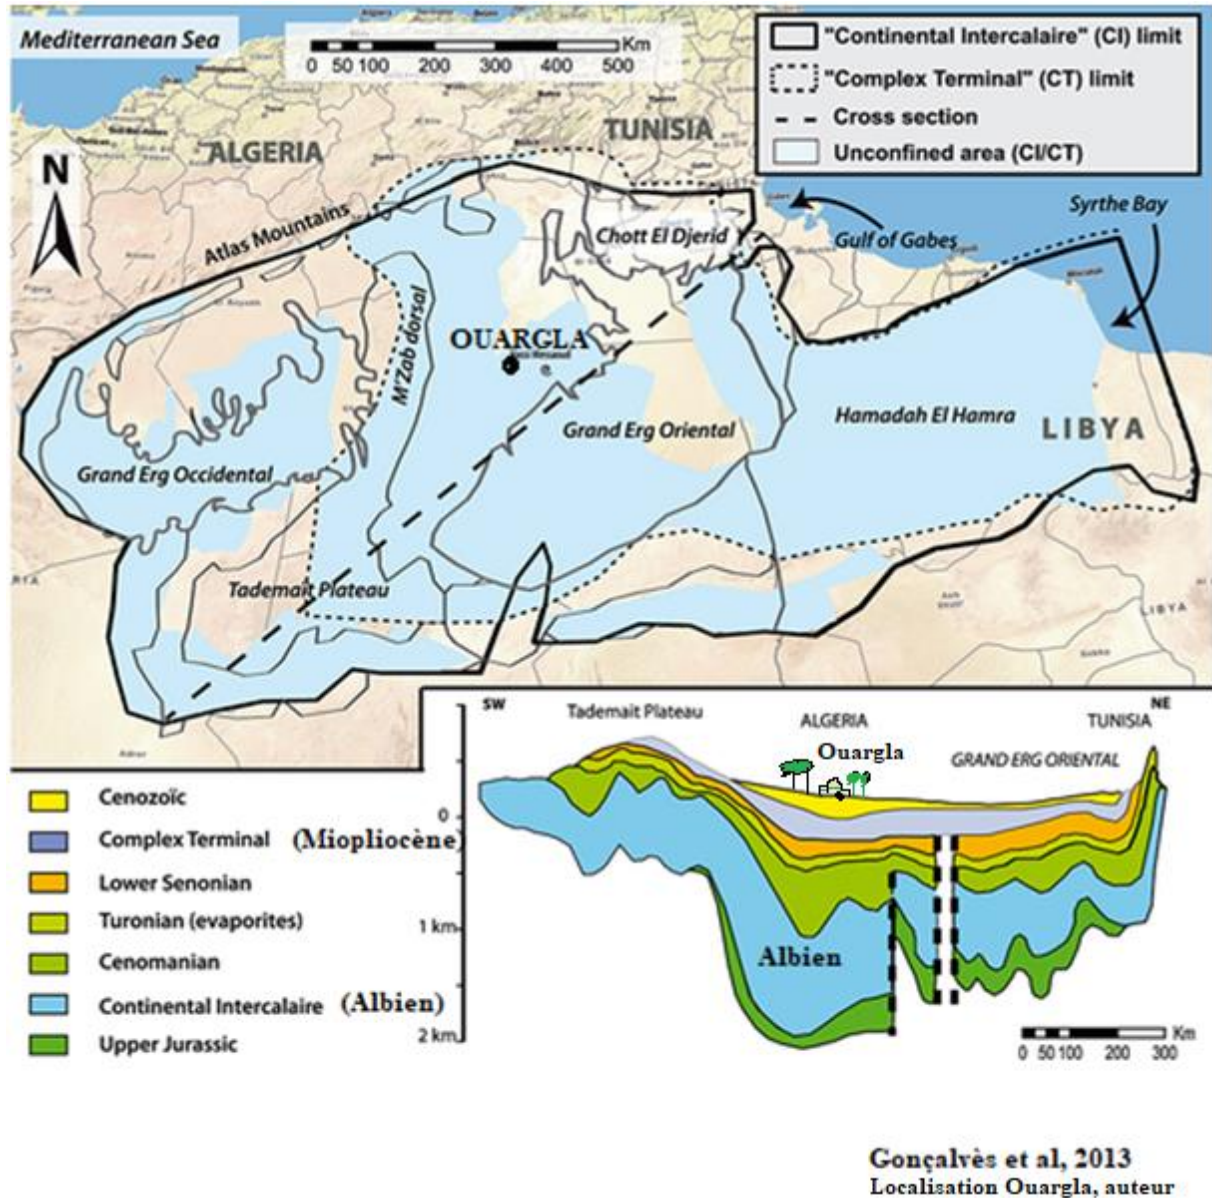 Mediterranean Sea
Km
0 50 100 200 300 400 500
"Continental Intercalaire" (CI) limit
"Complex Terminal" (CT) limit
Cross section
Unconfined area (CI/CT)
ALGERIA
TUNISIA
N
Atlas Mountains
Chott El Djerid
Gulf of Gabes
Syrthe Bay
M'Zab dorsal
OUARGLA
Grand Erg Occidental
Grand Erg Oriental
Hamadah El Hamra
LIBYA
Tademait Plateau
LIBYA
SW
Tademait Plateau
ALGERIA
TUNISIA
NE
Ouargla
GRAND ERG ORIENTAL
Cenozoïc
Complex Terminal (Miopliocène)
Lower Senonian
Turonian (evaporites)
Cenomanian
Continental Intercalaire (Albien)
Upper Jurassic
0
1 km
2 km
Albien
Km
0 50 100 200 300
Gonçalvès et al, 2013
Localisation Ouargla, auteur